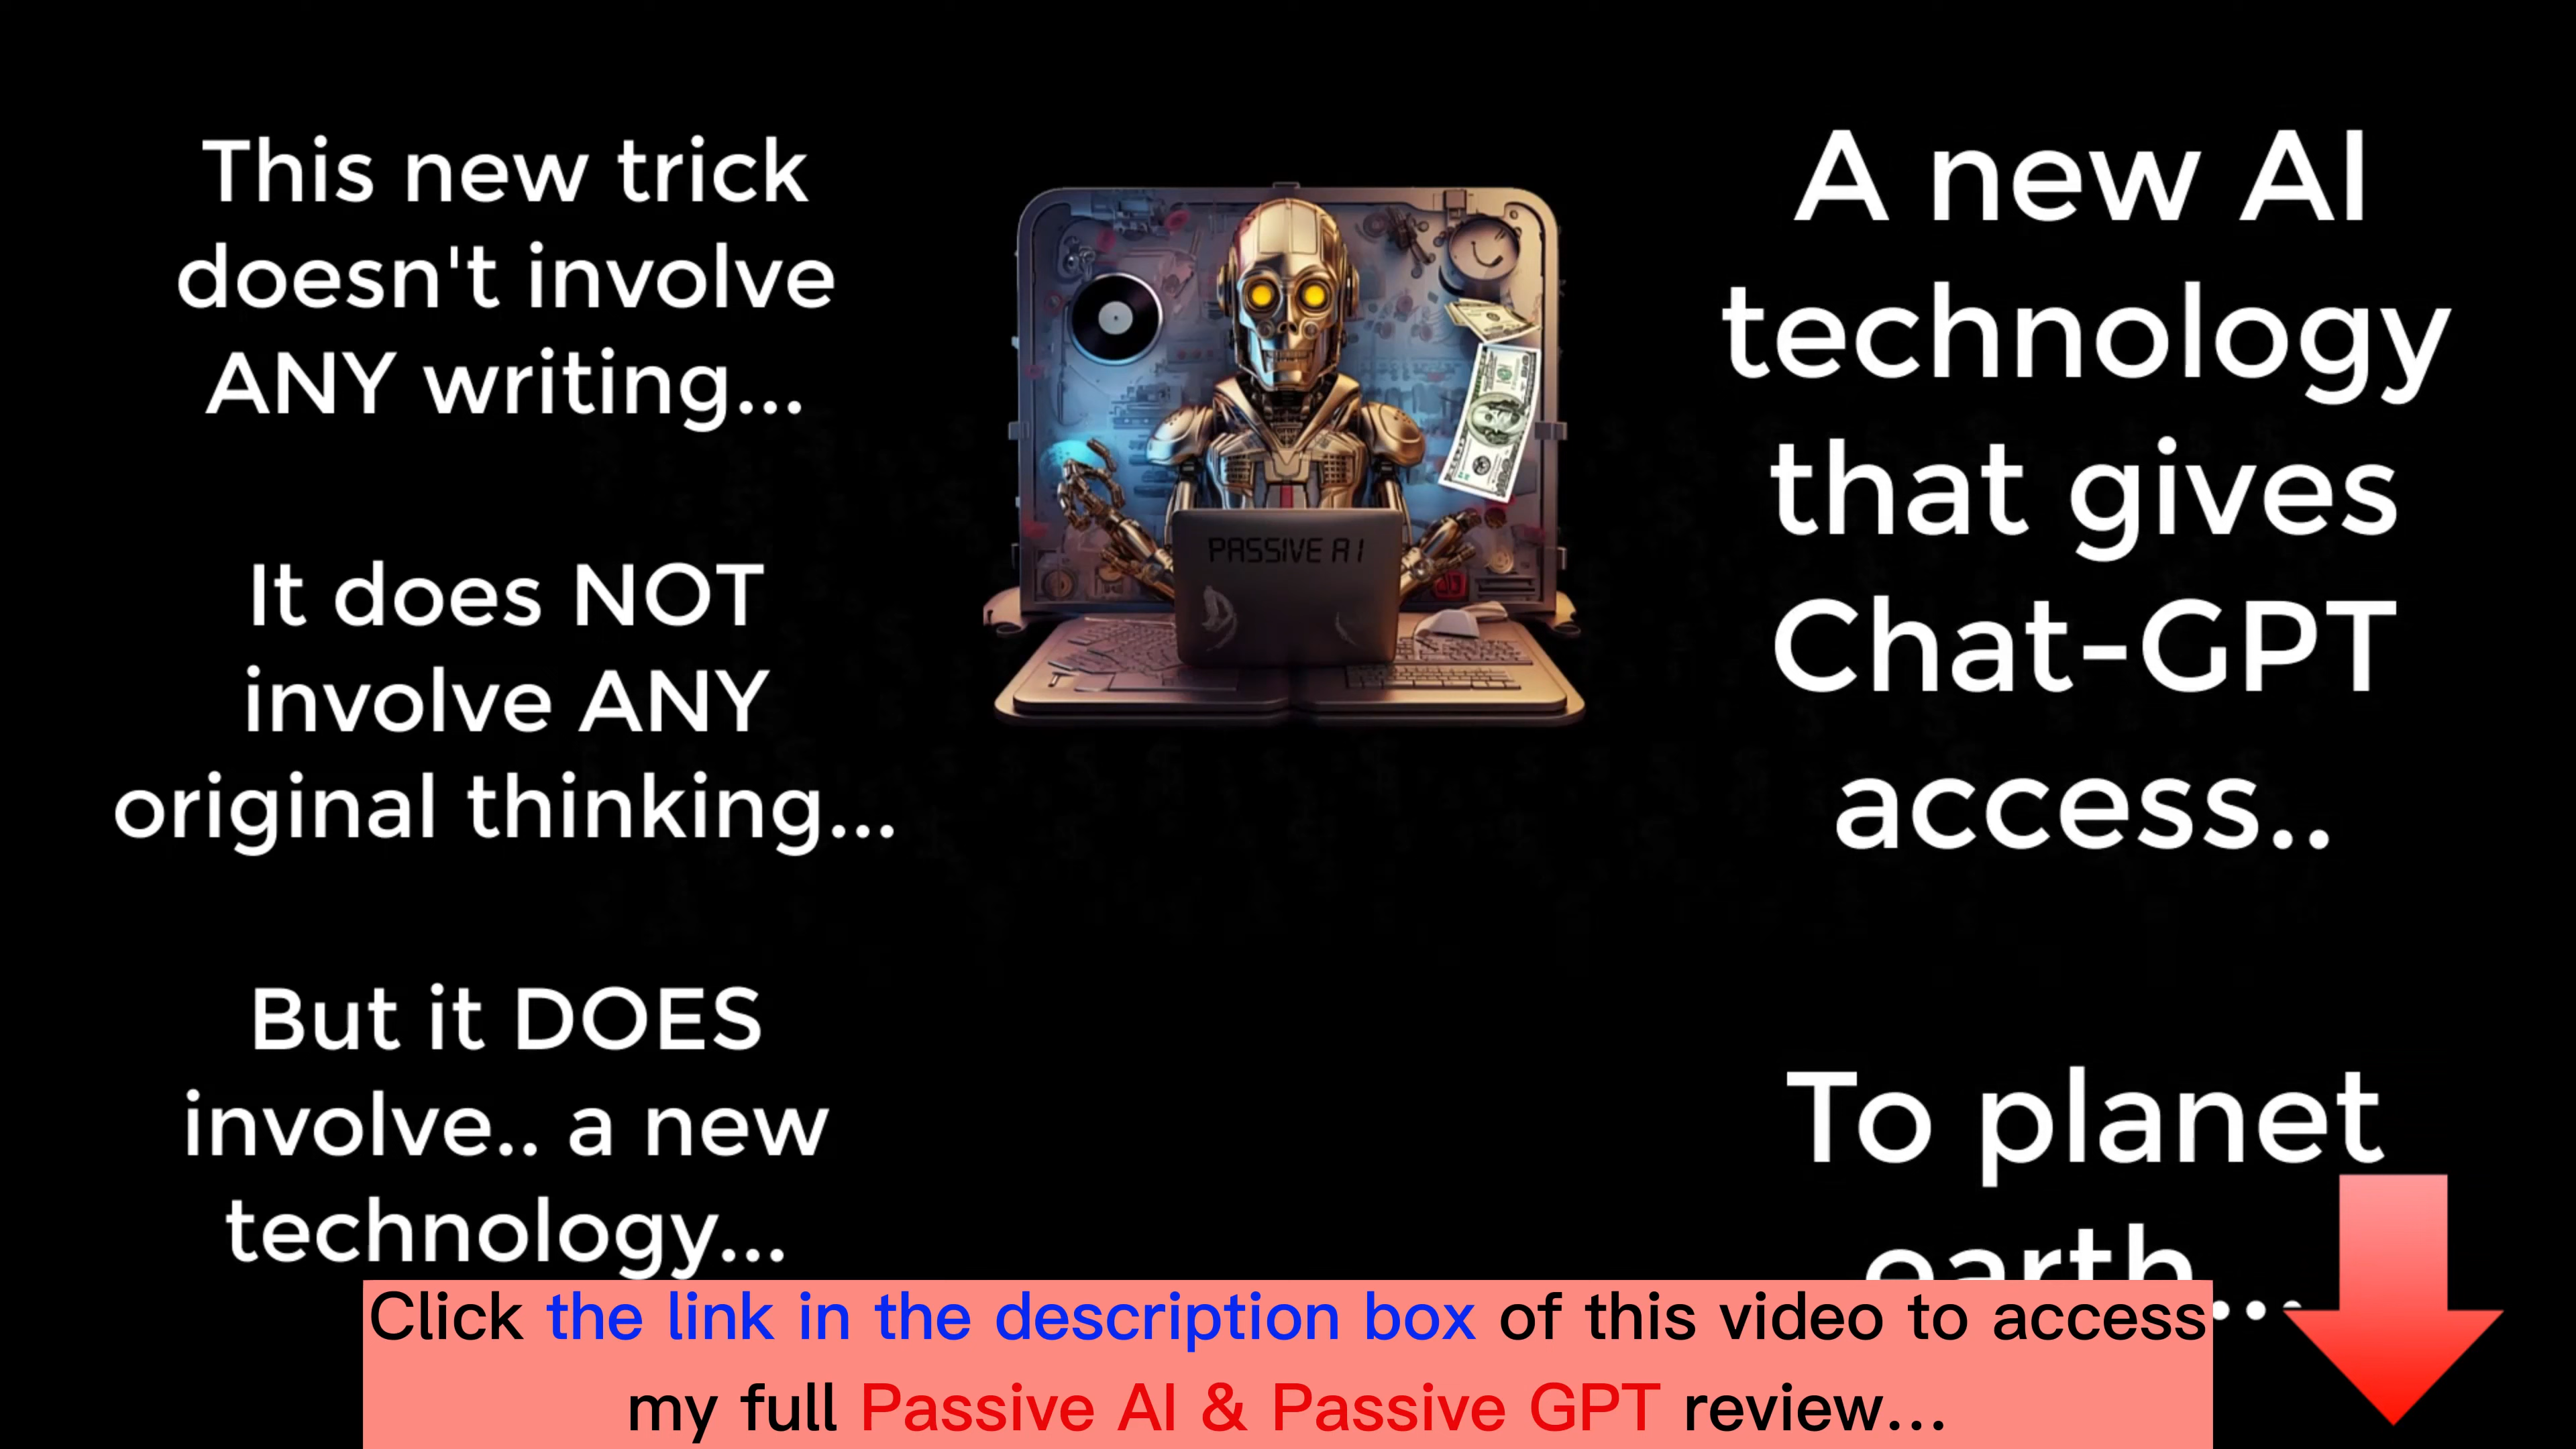 This new trick
doesn't involve
ANY writing...
It does NOT
involve ANY
original thinking...
But it DOES
involve.. a new
technology...
PASSIVE AI
A new AI
technology
that gives
Chat-GPT
access..
To planet
earth...
Click the link in the description box of this video to access
my full Passive AI & Passive GPT review...